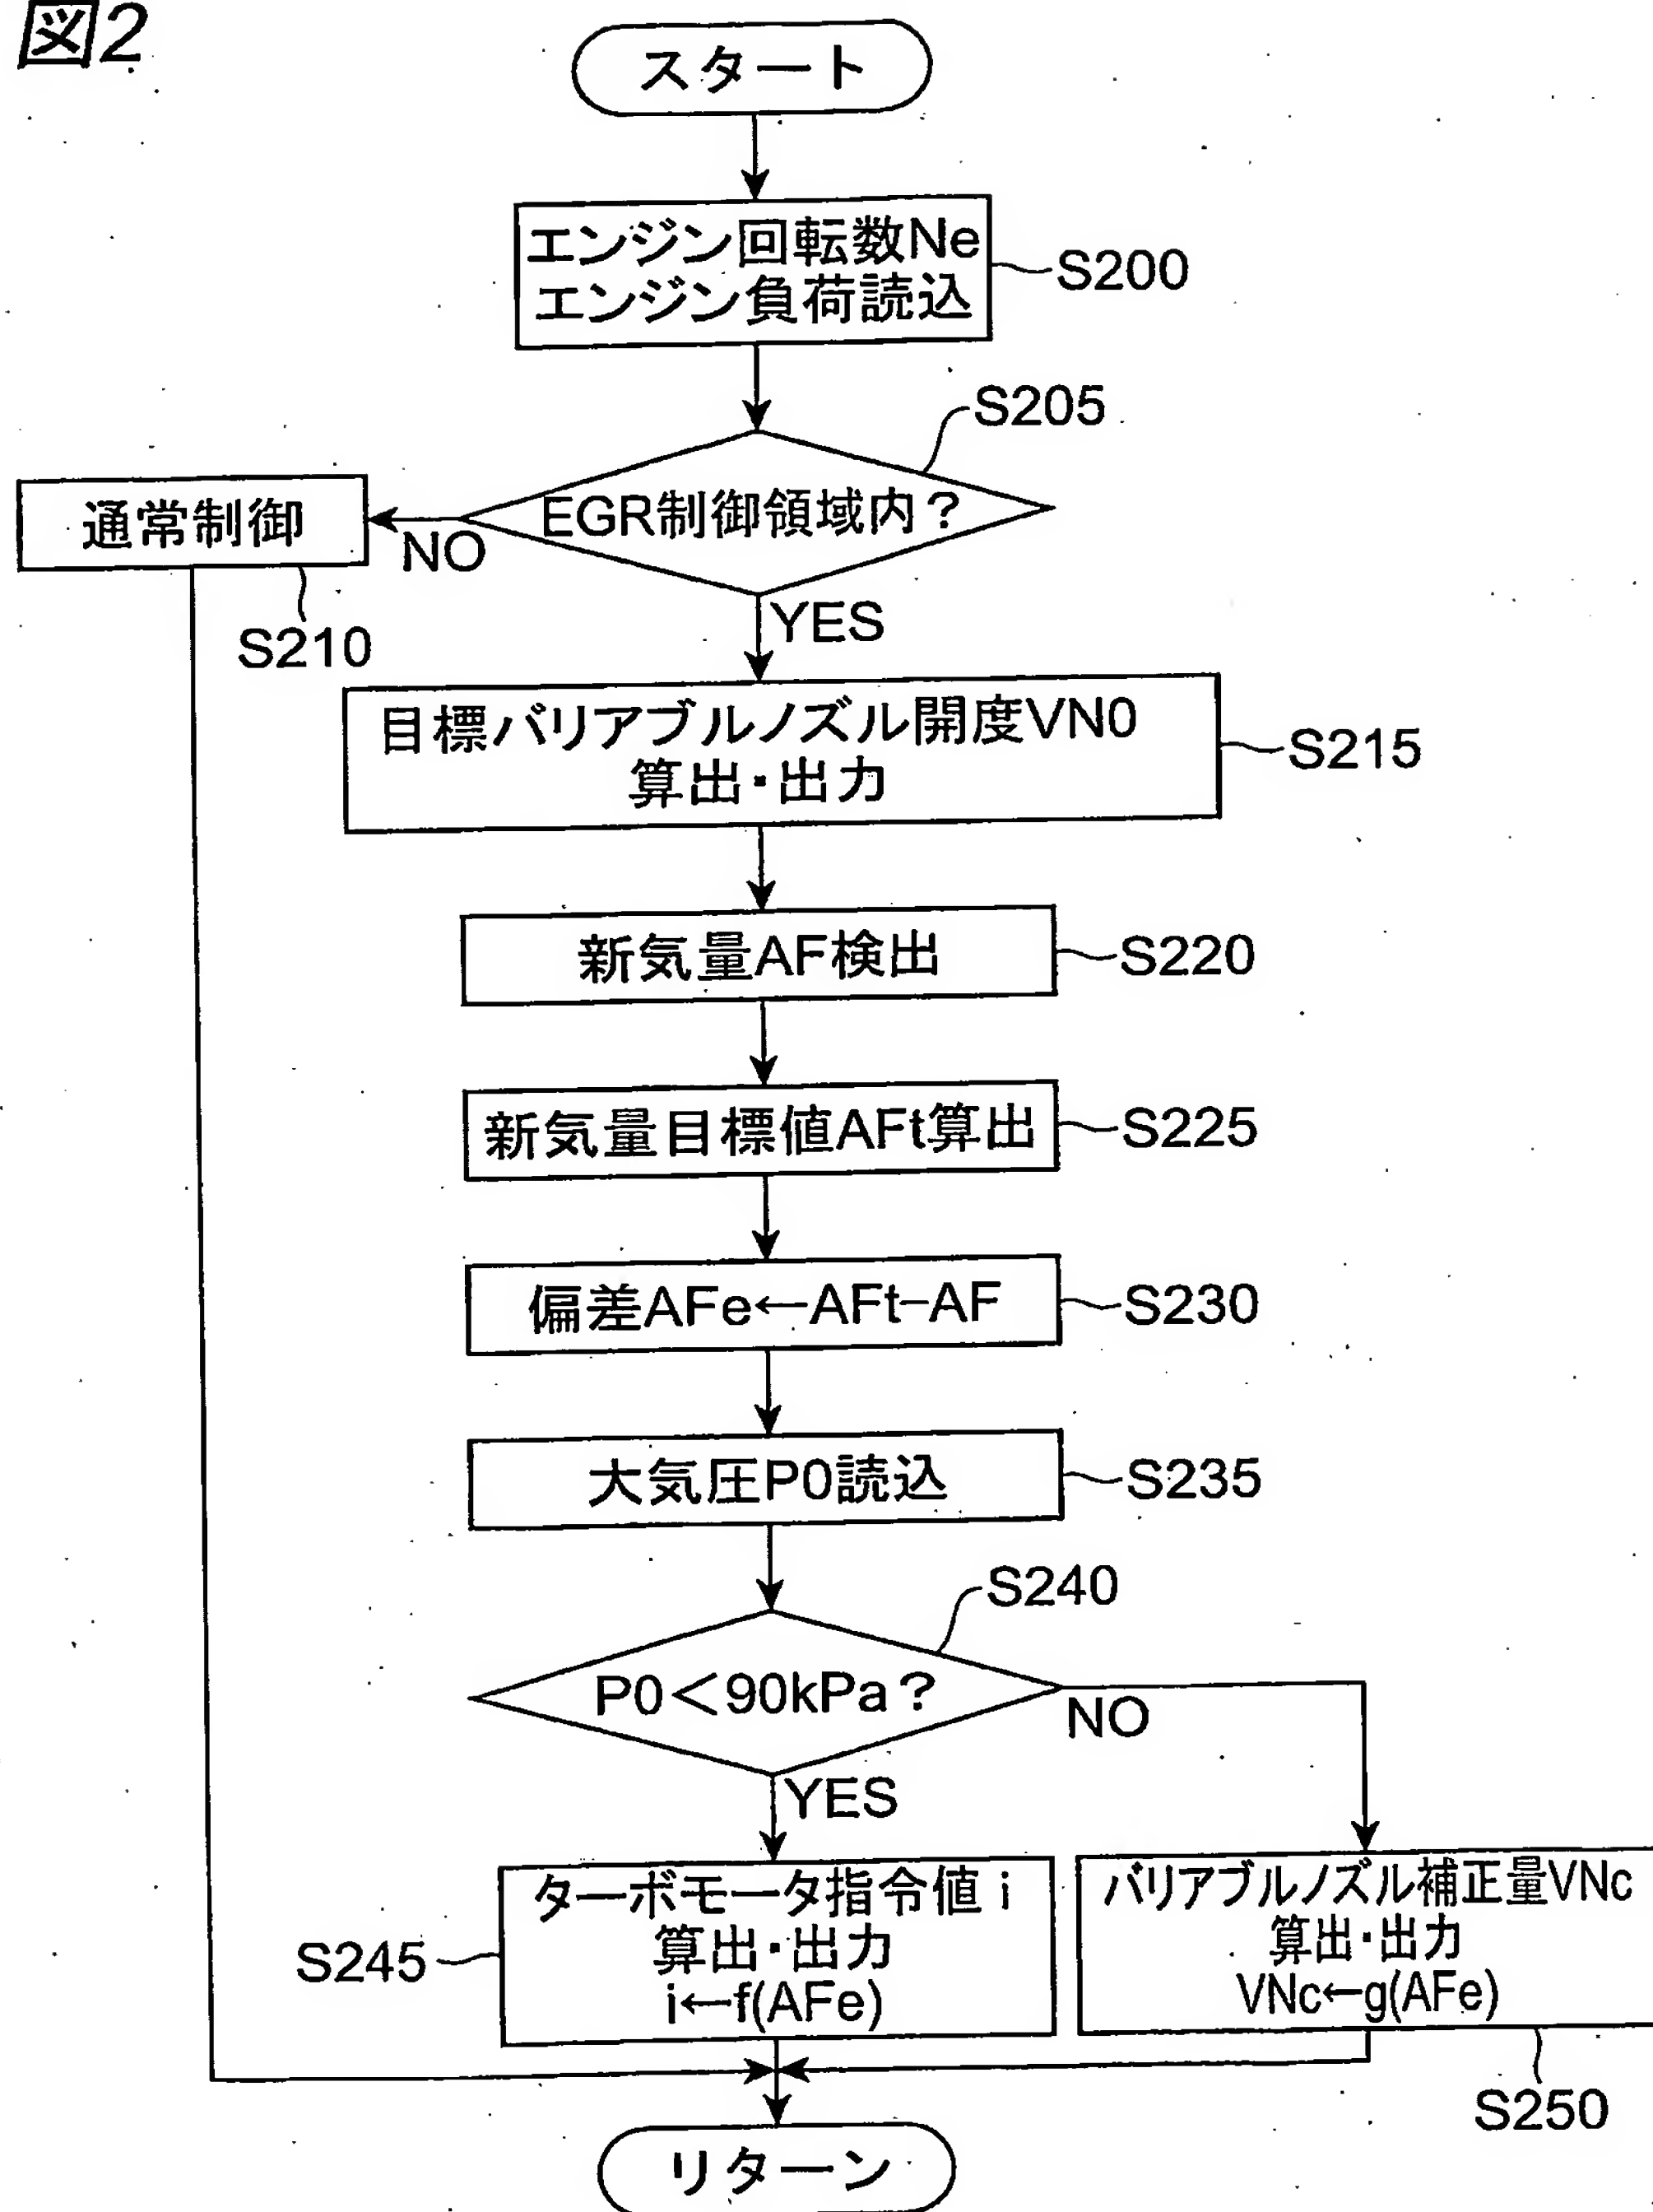 図2
スタート
エンジン回転数Ne
エンジン負荷読込
S200
S205
EGR制御領域内？
NO
通常制御
S210
YES
目標バリアブルノズル開度VN0
算出・出力
S215
新気量AF検出
S220
新気量目標値AFt算出
S225
偏差AFe←AFt−AF
S230
大気圧P0読込
S235
S240
P0＜90kPa？
NO
YES
ターボモータ指令値 i
算出・出力
i←f(AFe)
S245
バリアブルノズル補正量VNc
算出・出力
VNc←g(AFe)
S250
リターン